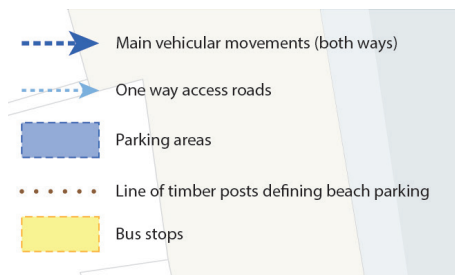 Main vehicular movements (both ways)
One way access roads
Parking areas
Line of timber posts defining beach parking
Bus stops